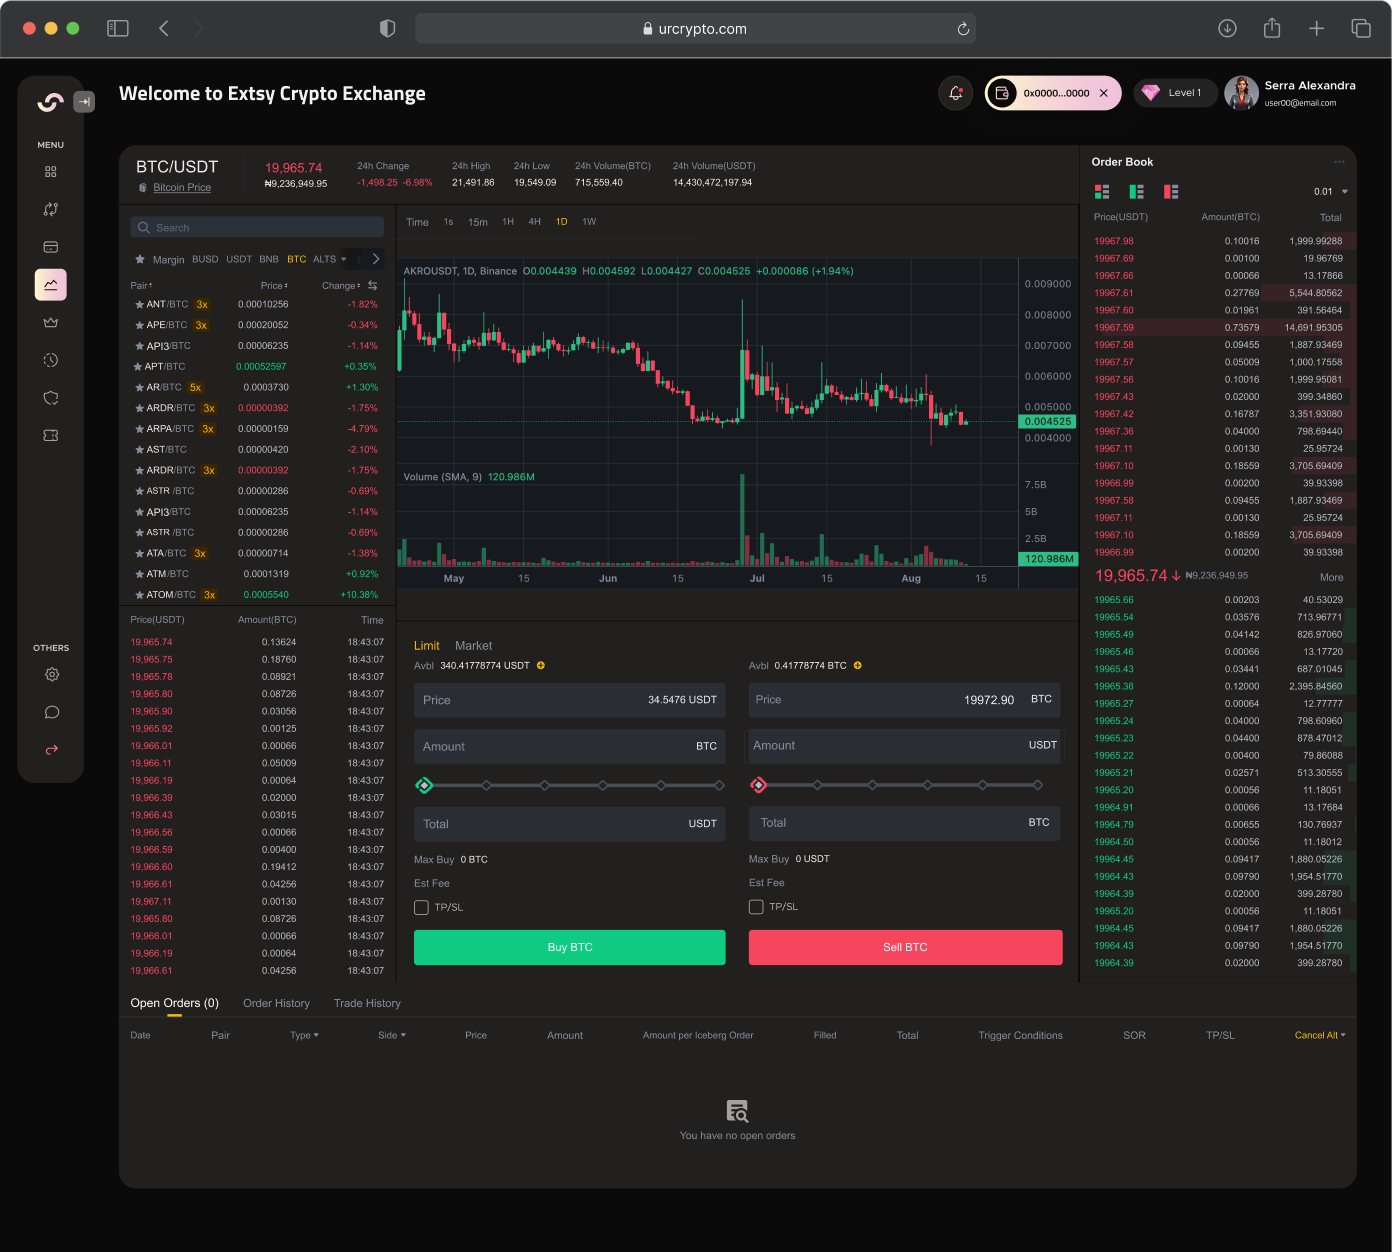 urcrypto.com
Welcome to Extsy Crypto Exchange
0x0000...0000
Level 1
Serra Alexandra
user00@email.com
MENU
OTHERS
BTC/USDT
Bitcoin Price
19,965.74
₦9,236,949.95
24h Change
-1,498.25 -6.98%
24h High
21,491.86
24h Low
19,549.09
24h Volume(BTC)
715,559.40
24h Volume(USDT)
14,430,472,197.94
Search
Margin BUSD USDT BNB BTC ALTS
Pair Price Change
ANT/BTC 3x 0.00010256 -1.82%
APE/BTC 3x 0.00020052 -0.34%
API3/BTC 0.00006235 -1.14%
APT/BTC 0.00052597 +0.35%
AR/BTC 5x 0.0003730 +1.30%
ARDR/BTC 3x 0.00000392 -1.75%
ARPA/BTC 3x 0.00000159 -4.79%
AST/BTC 0.00000420 -2.10%
ARDR/BTC 3x 0.00000392 -1.75%
ASTR /BTC 0.00000286 -0.69%
API3/BTC 0.00006235 -1.14%
ASTR /BTC 0.00000286 -0.69%
ATA/BTC 3x 0.00000714 -1.38%
ATM/BTC 0.0001319 +0.92%
ATOM/BTC 3x 0.0005540 +10.38%
Price(USDT) Amount(BTC) Time
19,965.74 0.13624 18:43:07
19,965.75 0.18760 18:43:07
19,965.78 0.08921 18:43:07
19,965.80 0.08726 18:43:07
19,965.90 0.03056 18:43:07
19,965.92 0.00125 18:43:07
19,966.01 0.00066 18:43:07
19,966.11 0.05009 18:43:07
19,966.19 0.00064 18:43:07
19,966.39 0.02000 18:43:07
19,966.43 0.03015 18:43:07
19,966.56 0.00066 18:43:07
19,966.59 0.00400 18:43:07
19,966.60 0.19412 18:43:07
19,966.61 0.04256 18:43:07
19,967.11 0.00130 18:43:07
19,965.80 0.08726 18:43:07
19,966.01 0.00066 18:43:07
19,966.19 0.00064 18:43:07
19,966.61 0.04256 18:43:07
Time 1s 15m 1H 4H 1D 1W
AKROUSDT, 1D, Binance O0.004439 H0.004592 L0.004427 C0.004525 +0.000086 (+1.94%)
0.009000
0.008000
0.007000
0.006000
0.005000
0.004525
0.004000
Volume (SMA, 9) 120.986M
7.5B
5B
2.5B
120.986M
May 15 Jun 15 Jul 15 Aug 15
Limit Market
Avbl 340.41778774 USDT
Price 34.5476 USDT
Amount BTC
Total USDT
Max Buy 0 BTC
Est Fee
TP/SL
Buy BTC
Avbl 0.41778774 BTC
Price 19972.90 BTC
Amount USDT
Total BTC
Max Buy 0 USDT
Est Fee
TP/SL
Sell BTC
Order Book
0.01
Price(USDT) Amount(BTC) Total
19967.98 0.10016 1,999.99288
19967.69 0.00100 19.96769
19967.66 0.00066 13.17866
19967.61 0.27769 5,544.80562
19967.60 0.01961 391.56464
19967.59 0.73579 14,691.95305
19967.58 0.09455 1,887.93469
19967.57 0.05009 1,000.17558
19967.56 0.10016 1,999.95081
19967.43 0.02000 399.34860
19967.42 0.16787 3,351.93080
19967.36 0.04000 798.69440
19967.11 0.00130 25.95724
19967.10 0.18559 3,705.69409
19966.99 0.00200 39.93398
19967.58 0.09455 1,887.93469
19967.11 0.00130 25.95724
19967.10 0.18559 3,705.69409
19966.99 0.00200 39.93398
19,965.74 ↓ ₦9,236,949.95 More
19965.66 0.00203 40.53029
19965.54 0.03576 713.96771
19965.49 0.04142 826.97060
19965.46 0.00066 13.17720
19965.43 0.03441 687.01045
19965.38 0.12000 2,395.84560
19965.27 0.00064 12.77777
19965.24 0.04000 798.60960
19965.23 0.04400 878.47012
19965.22 0.00400 79.86088
19965.21 0.02571 513.30555
19965.20 0.00056 11.18051
19964.91 0.00066 13.17684
19964.79 0.00655 130.76937
19964.50 0.00056 11.18012
19964.45 0.09417 1,880.05226
19964.43 0.09790 1,954.51770
19964.39 0.02000 399.28780
19965.20 0.00056 11.18051
19964.45 0.09417 1,880.05226
19964.43 0.09790 1,954.51770
19964.39 0.02000 399.28780
Open Orders (0) Order History Trade History
Date Pair Type Side Price Amount Amount per Iceberg Order Filled Total Trigger Conditions SOR TP/SL Cancel Alt
You have no open orders